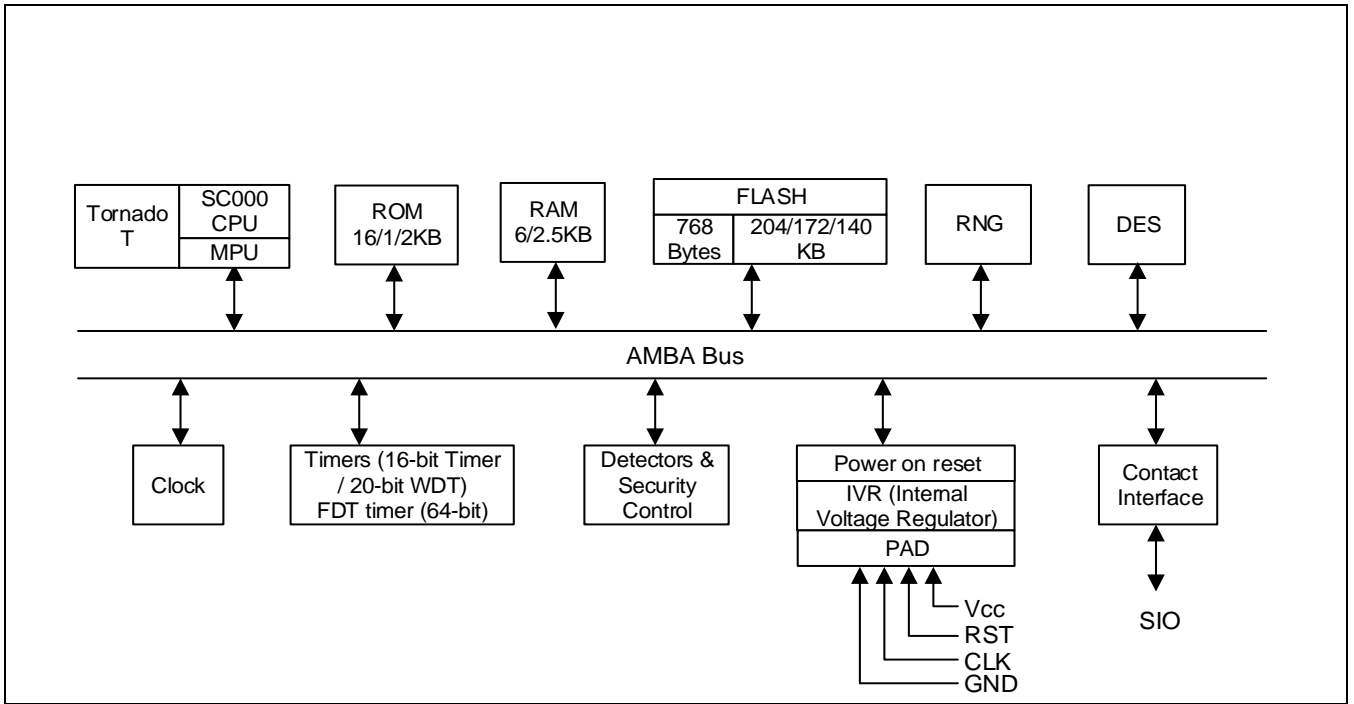 Tornado
T
SC000
CPU
MPU
ROM
16/1/2KB
RAM
6/2.5KB
FLASH
768
Bytes
204/172/140
KB
RNG
DES
AMBA Bus
Clock
Timers (16-bit Timer
/ 20-bit WDT)
FDT timer (64-bit)
Detectors &
Security
Control
Power on reset
IVR (Internal
Voltage Regulator)
PAD
Contact
Interface
Vcc
RST
CLK
GND
SIO